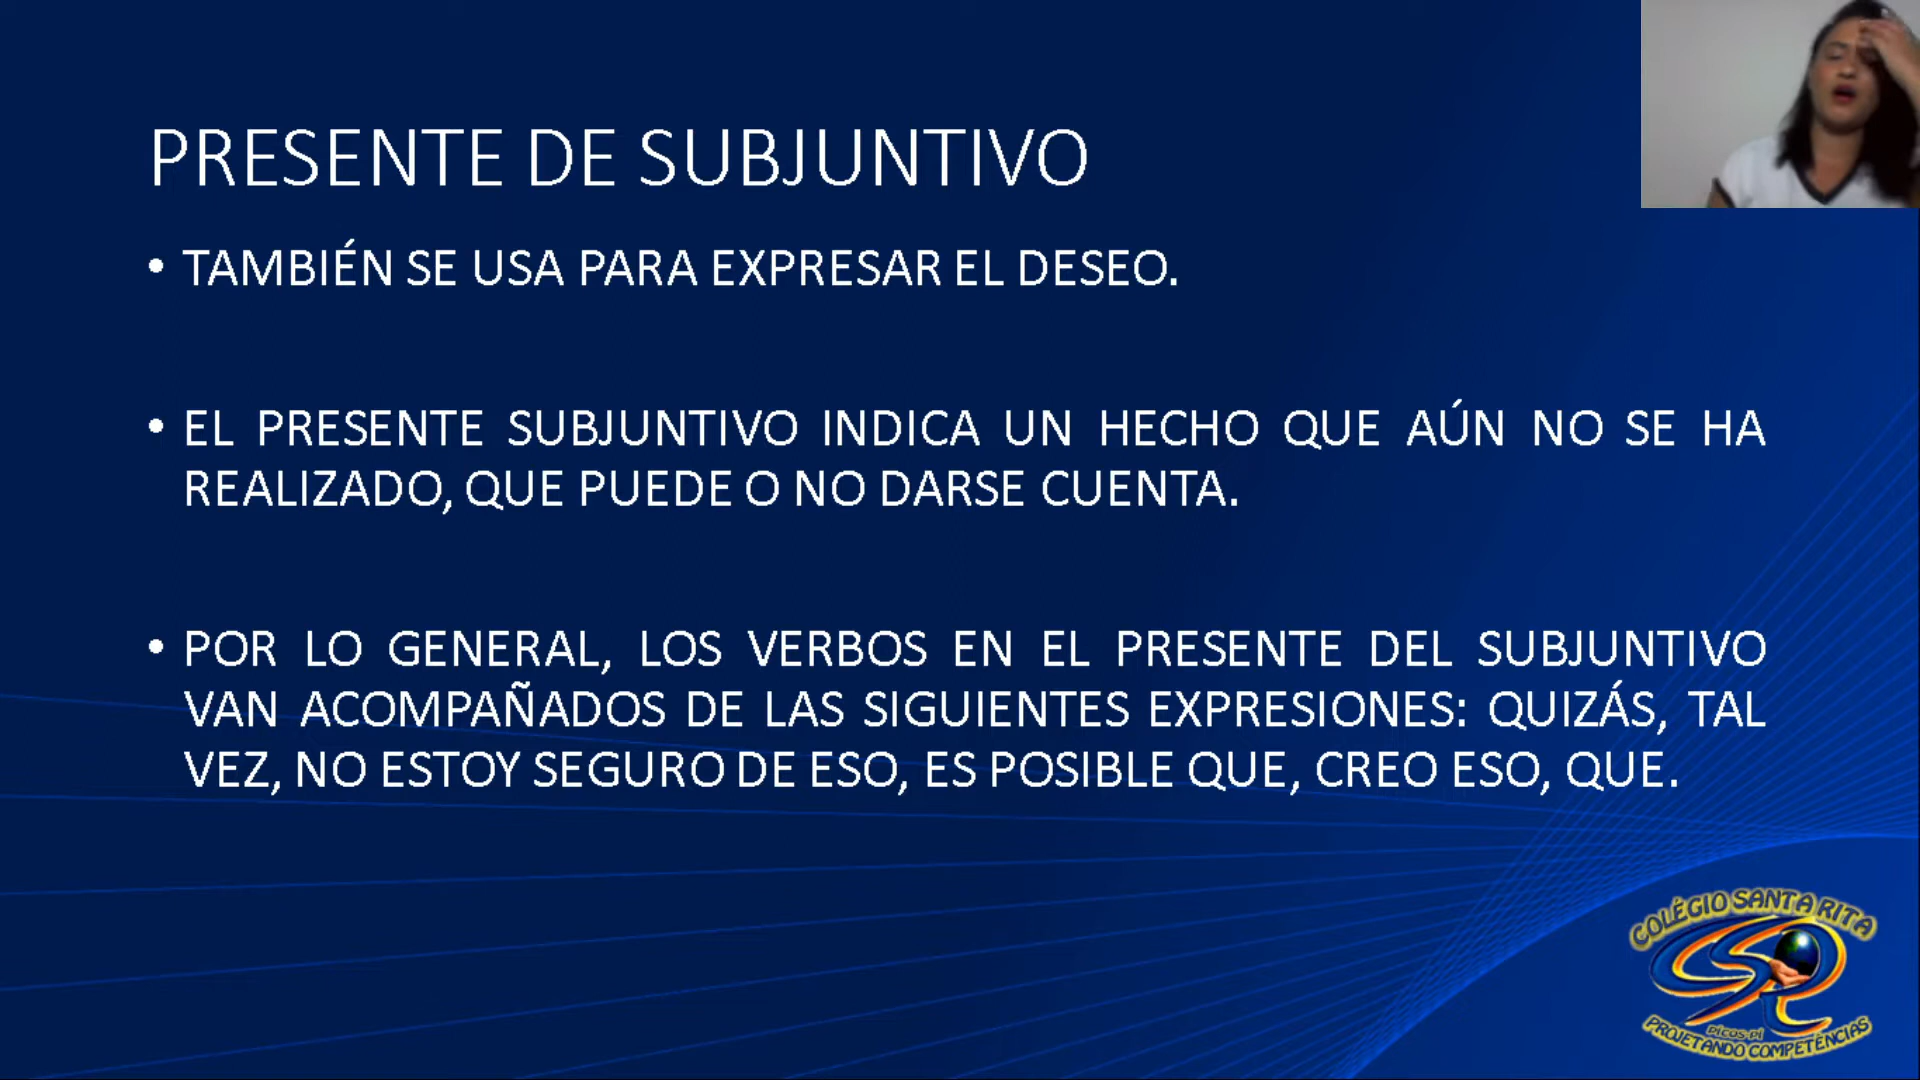 PRESENTE DE SUBJUNTIVO
• TAMBIÉN SE USA PARA EXPRESAR EL DESEO.
• EL PRESENTE SUBJUNTIVO INDICA UN HECHO QUE AÚN NO SE HA
REALIZADO, QUE PUEDE O NO DARSE CUENTA.
• POR LO GENERAL, LOS VERBOS EN EL PRESENTE DEL SUBJUNTIVO
VAN ACOMPAÑADOS DE LAS SIGUIENTES EXPRESIONES: QUIZÁS, TAL
VEZ, NO ESTOY SEGURO DE ESO, ES POSIBLE QUE, CREO ESO, QUE.
COLÉGIO SANTA RITA
CSR
PICOS-PI
PROJETANDO COMPETÊNCIAS